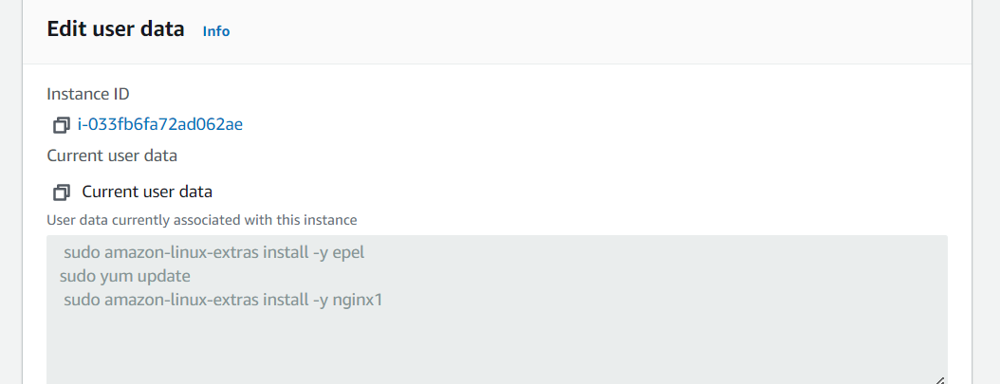 Edit user data Info
Instance ID
i-033fb6fa72ad062ae
Current user data
Current user data
User data currently associated with this instance
sudo amazon-linux-extras install -y epel
sudo yum update
sudo amazon-linux-extras install -y nginx1